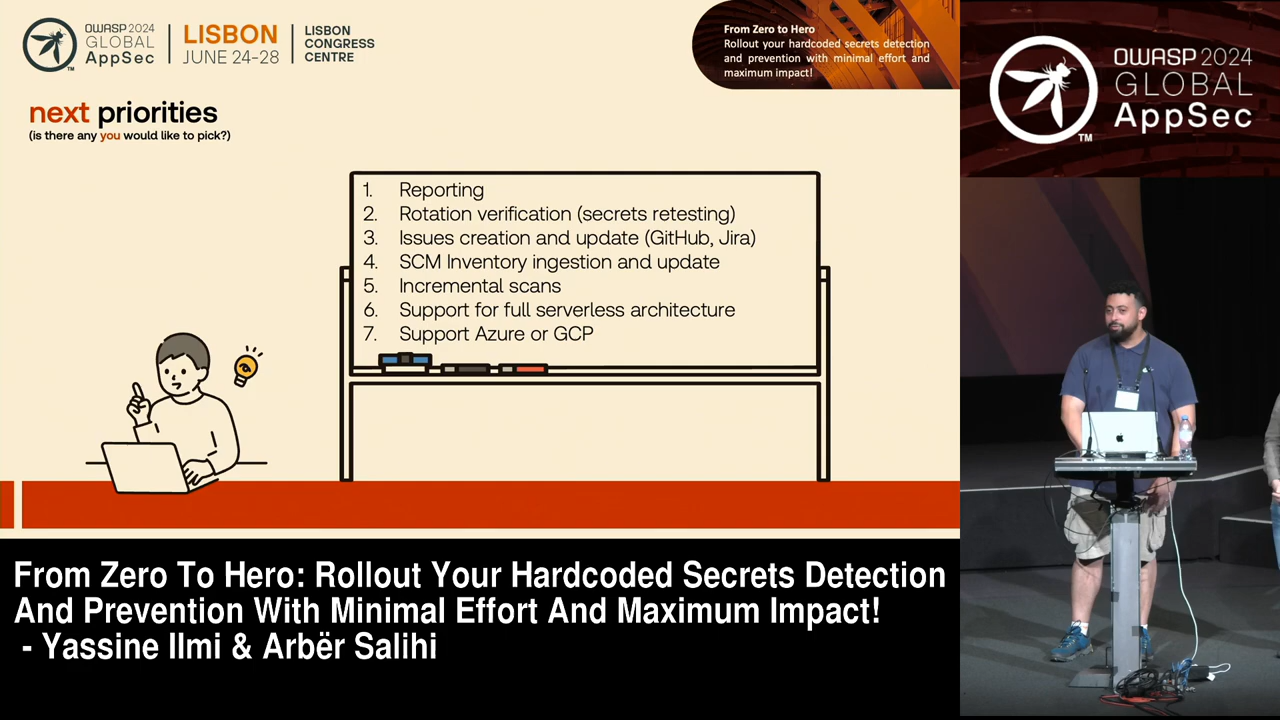 OWASP 2024
GLOBAL
AppSec
TM
LISBON
JUNE 24-28
LISBON
CONGRESS
CENTRE
From Zero to Hero
Rollout your hardcoded secrets detection
and prevention with minimal effort and
maximum impact!
next priorities
(is there any you would like to pick?)
1. Reporting
2. Rotation verification (secrets retesting)
3. Issues creation and update (GitHub, Jira)
4. SCM Inventory ingestion and update
5. Incremental scans
6. Support for full serverless architecture
7. Support Azure or GCP
From Zero To Hero: Rollout Your Hardcoded Secrets Detection
And Prevention With Minimal Effort And Maximum Impact!
- Yassine Ilmi & Arbër Salihi
OWASP 2024
GLOBAL
AppSec
TM